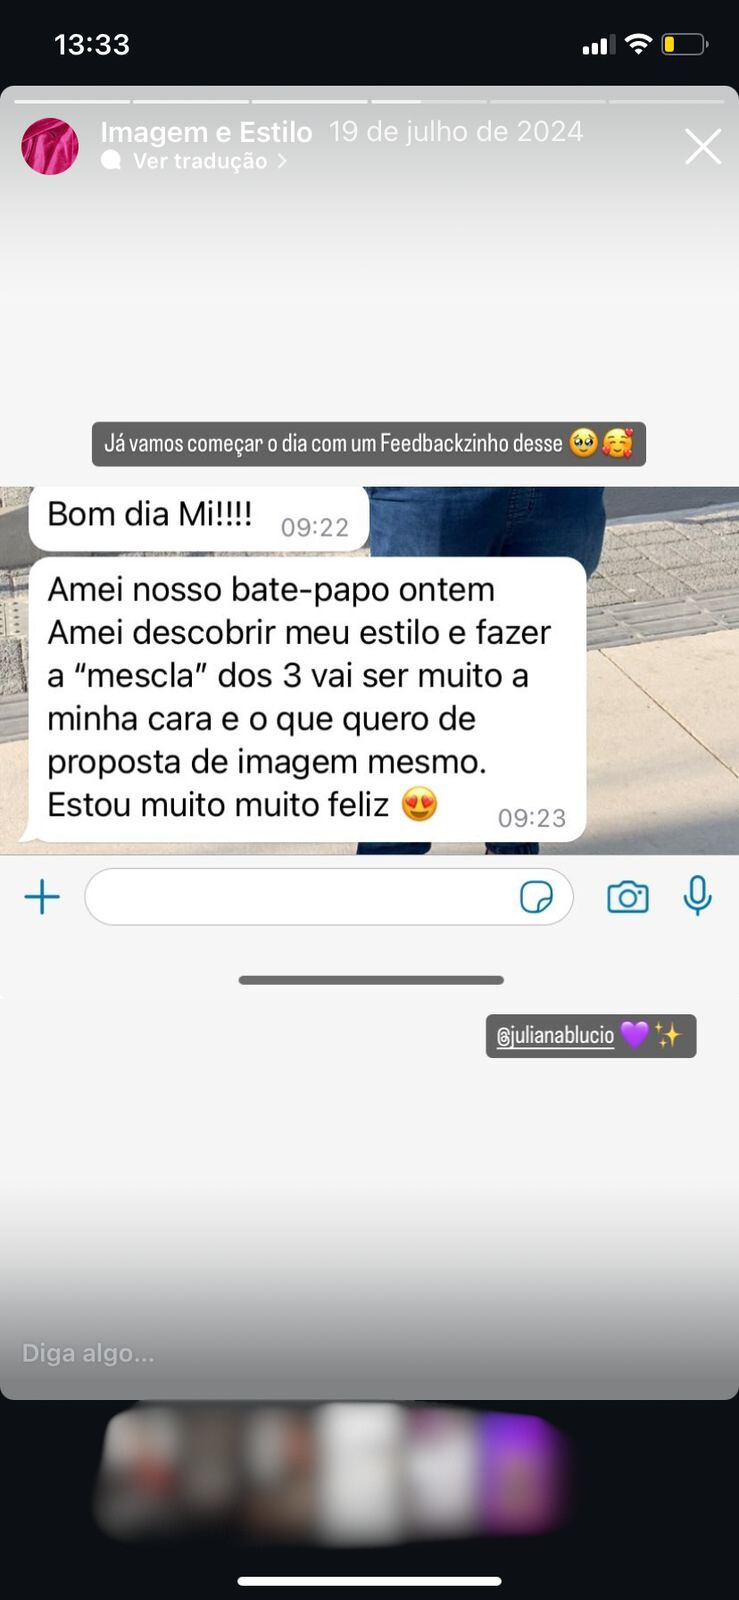 13:33
Imagem e Estilo 19 de julho de 2024
Ver tradução >
Já vamos começar o dia com um Feedbackzinho desse 🥹🥰
Bom dia Mi!!!! 09:22
Amei nosso bate-papo ontem
Amei descobrir meu estilo e fazer
a “mescla” dos 3 vai ser muito a
minha cara e o que quero de
proposta de imagem mesmo.
Estou muito muito feliz 😍 09:23
@julianablucio 💜✨
Diga algo...